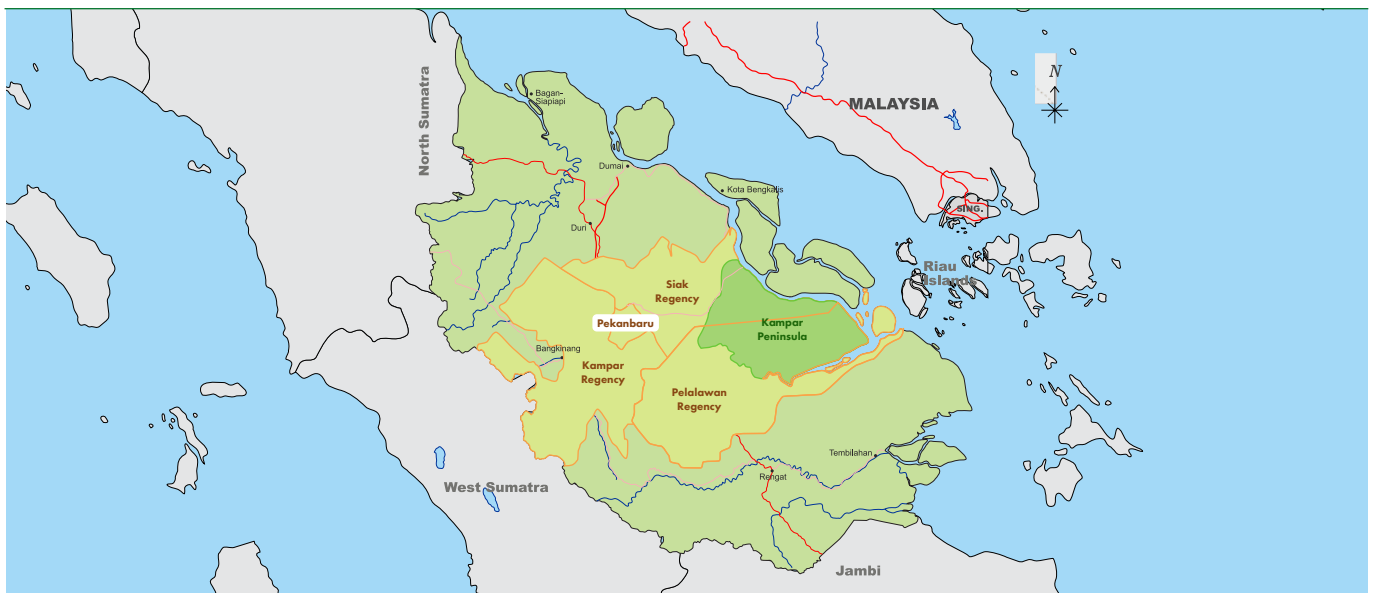 North Sumatra
Bagan-
Siapiapi
MALAYSIA
N
Dumai
Kota Bengkalis
SING.
Duri
Riau
Islands
Siak
Regency
Pekanbaru
Kampar
Peninsula
Bangkinang
Kampar
Regency
Pelalawan
Regency
Tembilahan
Rengat
West Sumatra
Jambi